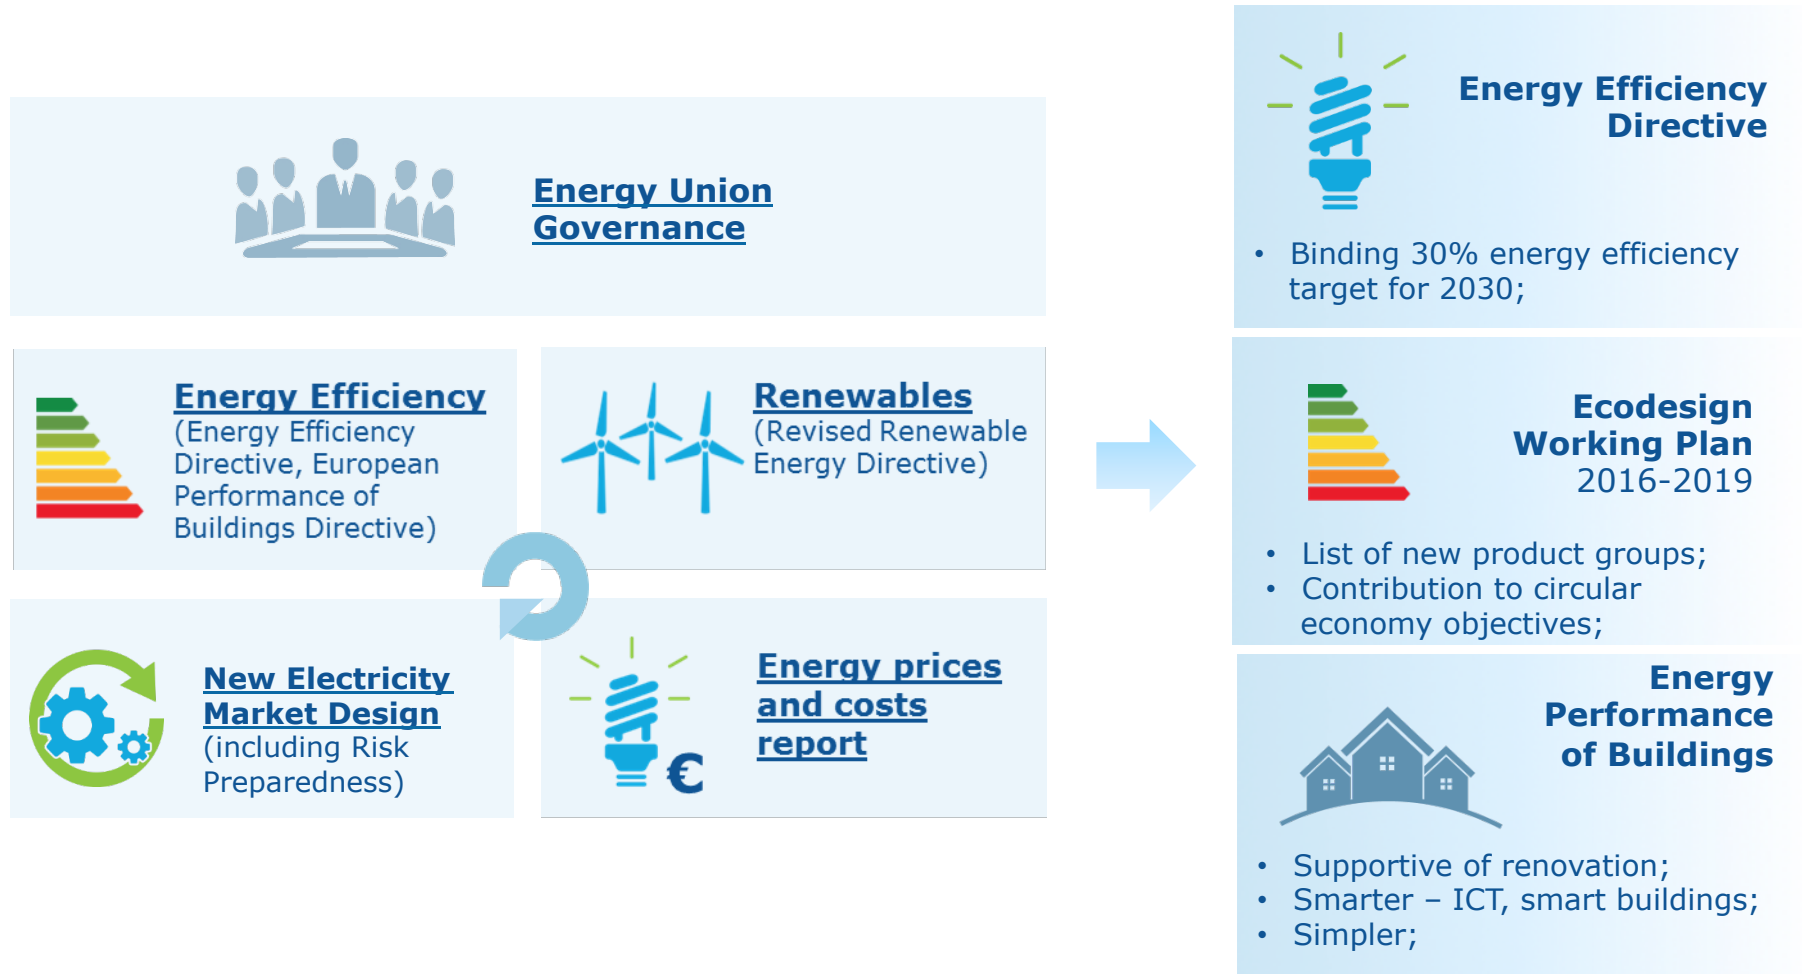 Energy Union
Governance
Energy Efficiency
(Energy Efficiency
Directive, European
Performance of
Buildings Directive)
Renewables
(Revised Renewable
Energy Directive)
New Electricity
Market Design
(including Risk
Preparedness)
Energy prices
and costs
report
€
Energy Efficiency
Directive
• Binding 30% energy efficiency
target for 2030;
Ecodesign
Working Plan
2016-2019
• List of new product groups;
• Contribution to circular
economy objectives;
Energy
Performance
of Buildings
• Supportive of renovation;
• Smarter – ICT, smart buildings;
• Simpler;